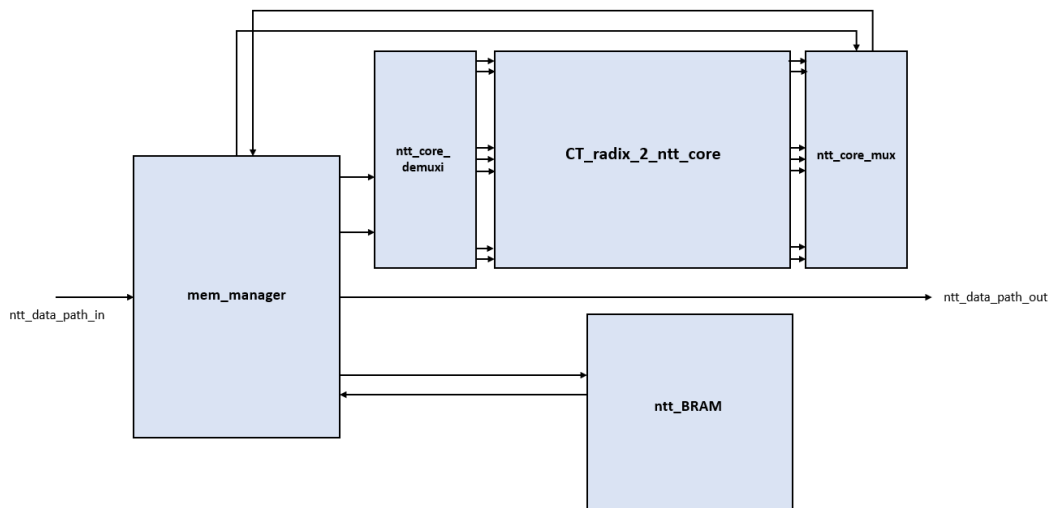 ntt_core_
demuxi
CT_radix_2_ntt_core
ntt_core_mux
mem_manager
ntt_data_path_in
ntt_data_path_out
ntt_BRAM